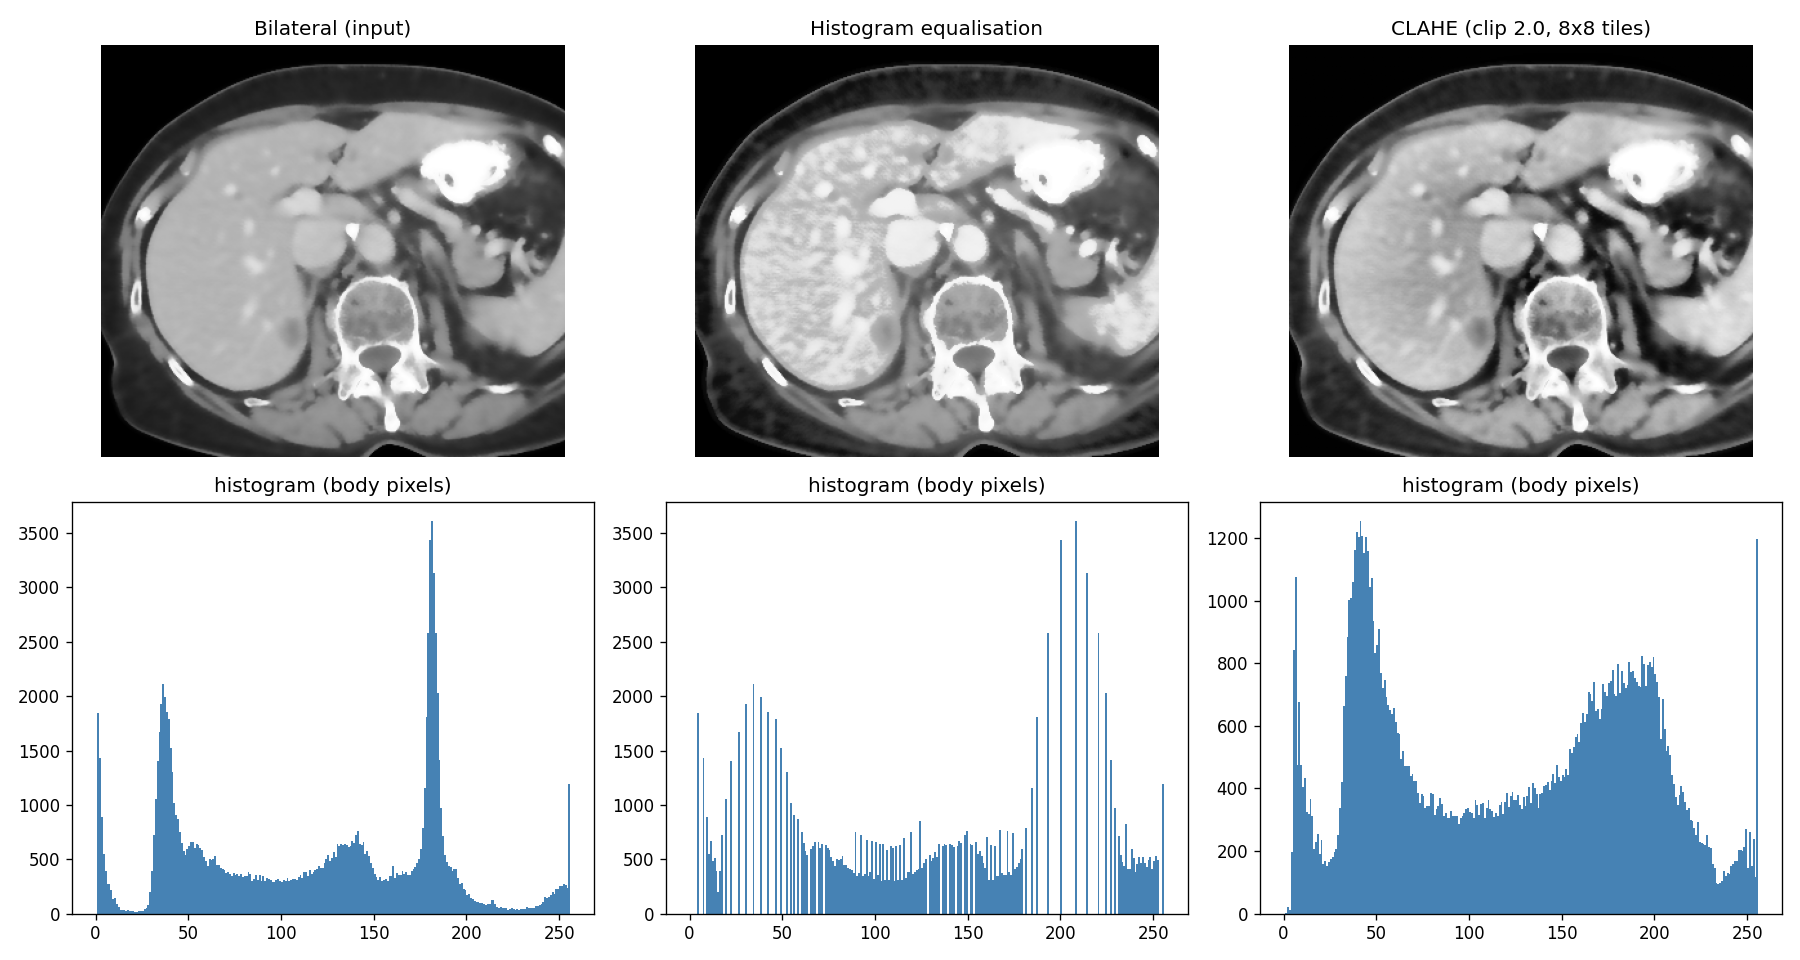 Bilateral (input)
Histogram equalisation
CLAHE (clip 2.0, 8x8 tiles)
histogram (body pixels)
histogram (body pixels)
histogram (body pixels)
3500
3000
2500
2000
1500
1000
500
0
0 50 100 150 200 250
3500
3000
2500
2000
1500
1000
500
0
0 50 100 150 200 250
1200
1000
800
600
400
200
0
0 50 100 150 200 250